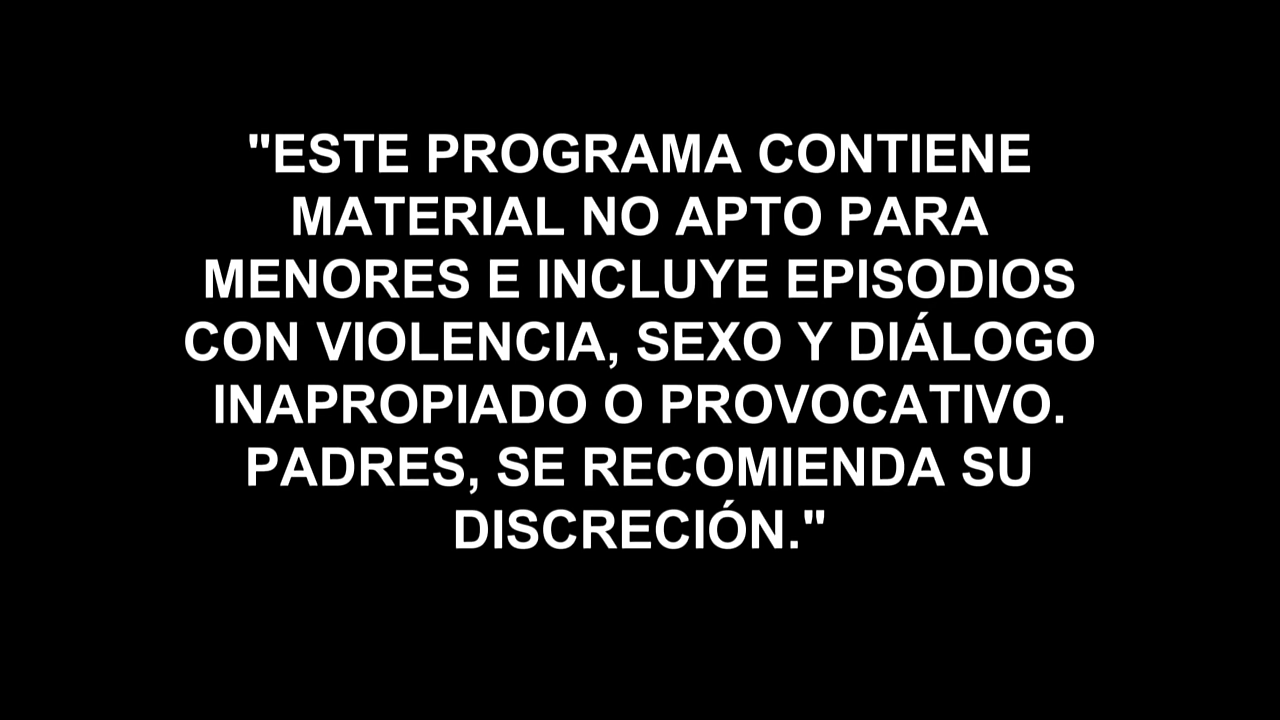 "ESTE PROGRAMA CONTIENE
MATERIAL NO APTO PARA
MENORES E INCLUYE EPISODIOS
CON VIOLENCIA, SEXO Y DIÁLOGO
INAPROPIADO O PROVOCATIVO.
PADRES, SE RECOMIENDA SU
DISCRECIÓN."